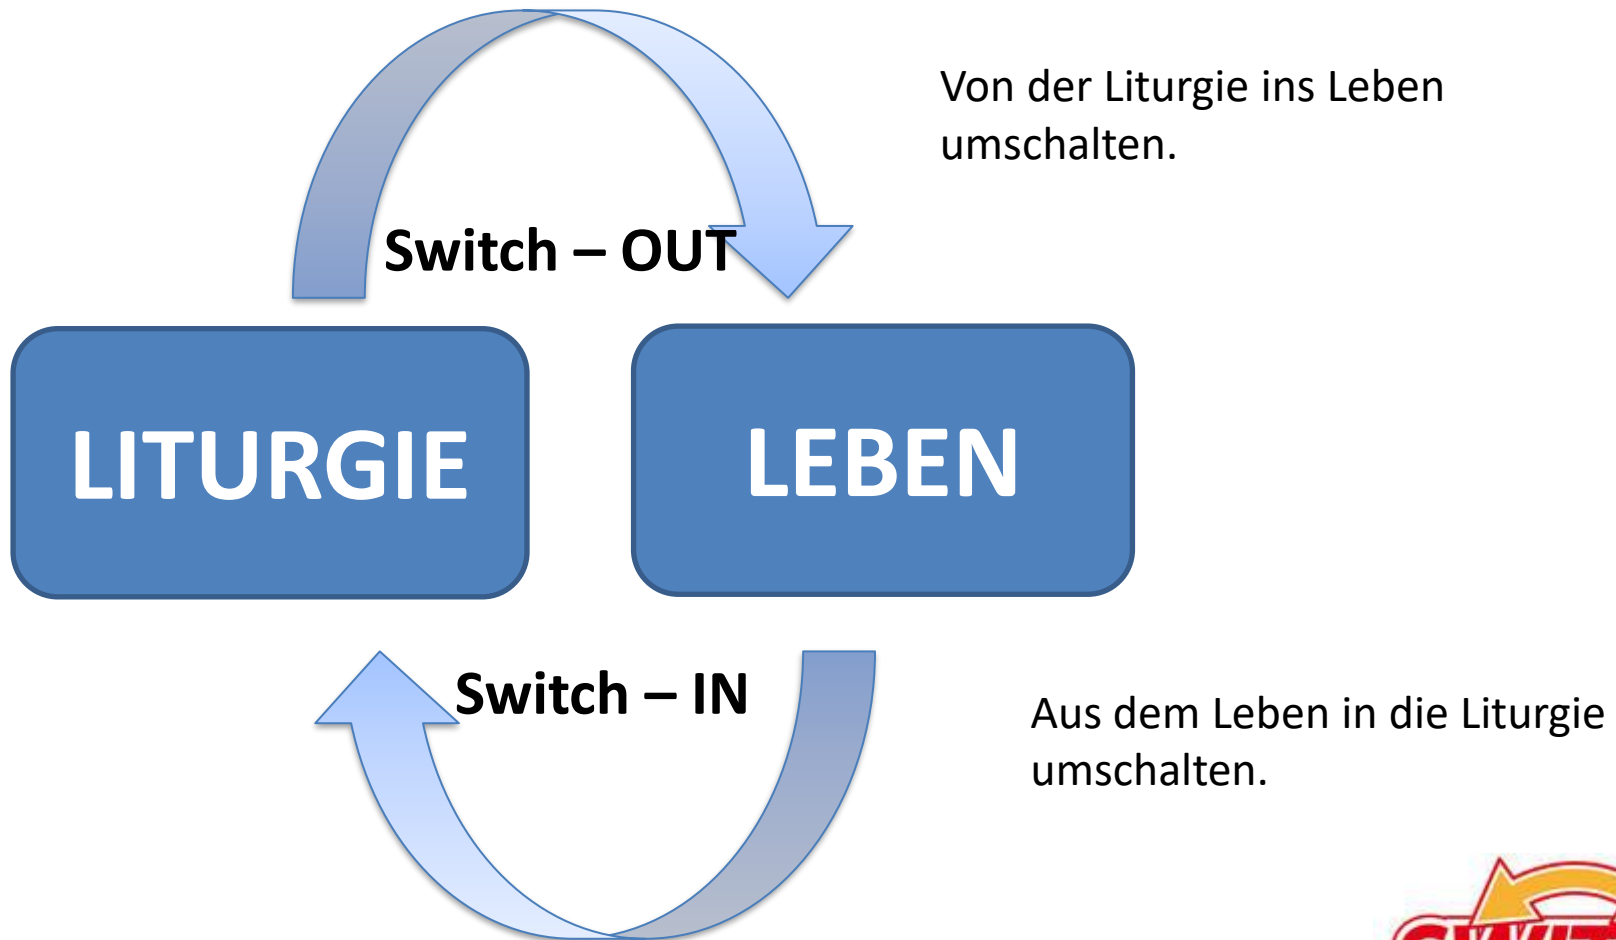 Von der Liturgie ins Leben
umschalten.
Switch – OUT
LITURGIE
LEBEN
Switch – IN
Aus dem Leben in die Liturgie
umschalten.